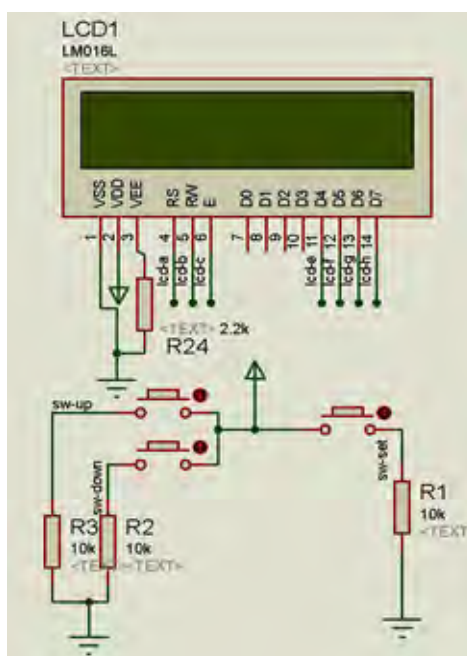 LCD1
LM016L
<TEXT>
VSS VDD VEE RS RW E D0 D1 D2 D3 D4 D5 D6 D7
1 2 3 4 5 6 7 8 9 10 11 12 13 14
lcd-a lcd-b lcd-c lcd-e lcd-f lcd-g lcd-h
<TEXT> 2.2k
R24
sw-up
sw-down
sw-set
R3 R2
10k 10k
<TE <TEXT>
R1
10k
<TEXT